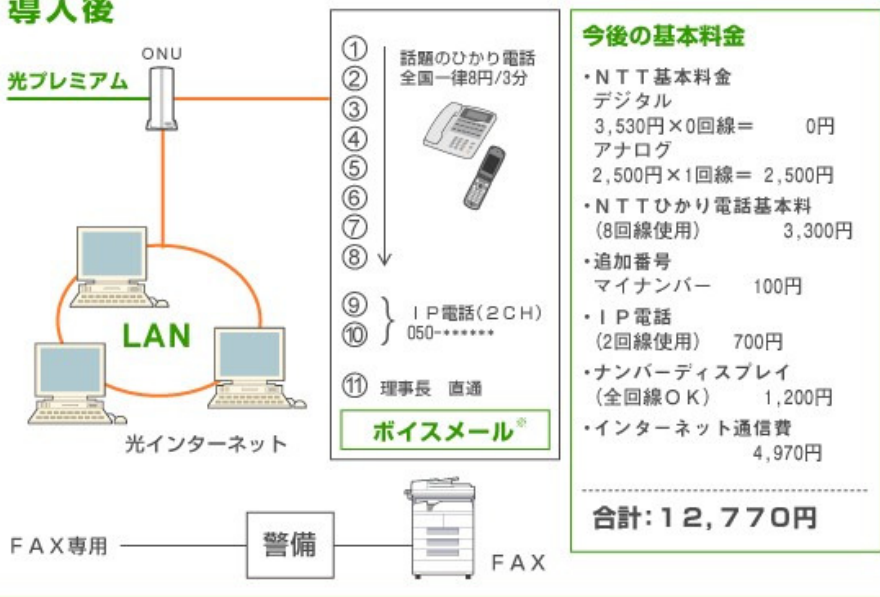 導入後
ONU
光プレミアム
LAN
光インターネット
①
②
③
④
⑤
⑥
⑦
⑧
話題のひかり電話
全国一律8円/3分
⑨
⑩
IP電話(2CH)
050-******
⑪ 理事長 直通
ボイスメール※
FAX専用
警備
FAX
今後の基本料金
・NTT基本料金
デジタル
3,530円×0回線= 0円
アナログ
2,500円×1回線= 2,500円
・NTTひかり電話基本料
(8回線使用) 3,300円
・追加番号
マイナンバー 100円
・IP電話
(2回線使用) 700円
・ナンバーディスプレイ
(全回線OK) 1,200円
・インターネット通信費
4,970円
合計:12,770円